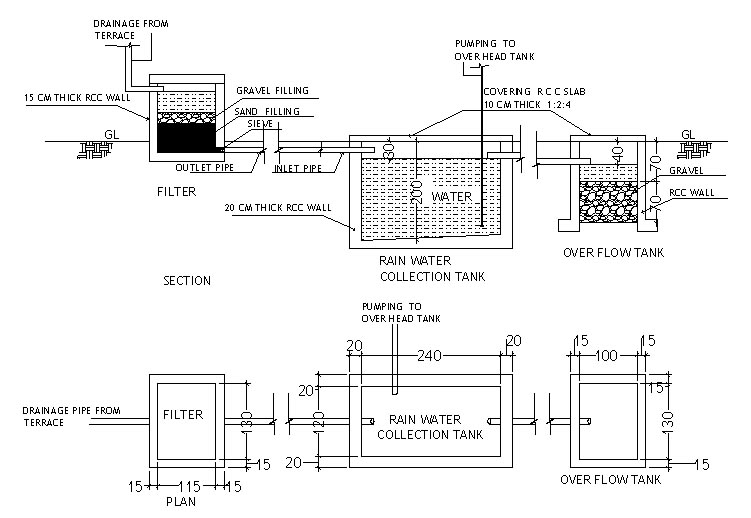 DRAINAGE FROM
TERRACE
PUMPING TO
OVER HEAD TANK
GRAVEL FILLING
15 CM THICK RCC WALL
COVERING R C C SLAB
10 CM THICK 1:2:4
SAND FILLING
SIEVE
GL
GL
30
40
70
OUTLET PIPE
INLET PIPE
GRAVEL
FILTER
200
WATER
RCC WALL
70
20 CM THICK RCC WALL
OVER FLOW TANK
RAIN WATER
COLLECTION TANK
SECTION
PUMPING TO
OVER HEAD TANK
20
240
20
15
100
15
20
15
DRAINAGE PIPE FROM
TERRACE
FILTER
130
120
RAIN WATER
COLLECTION TANK
130
15
20
15
OVER FLOW TANK
15
115
15
PLAN